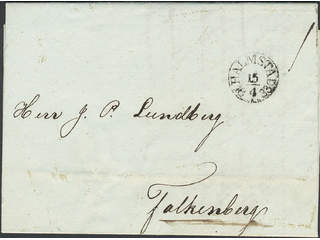 HALMSTAD
15
4
Herr J. P. Lundberg
Falkenberg